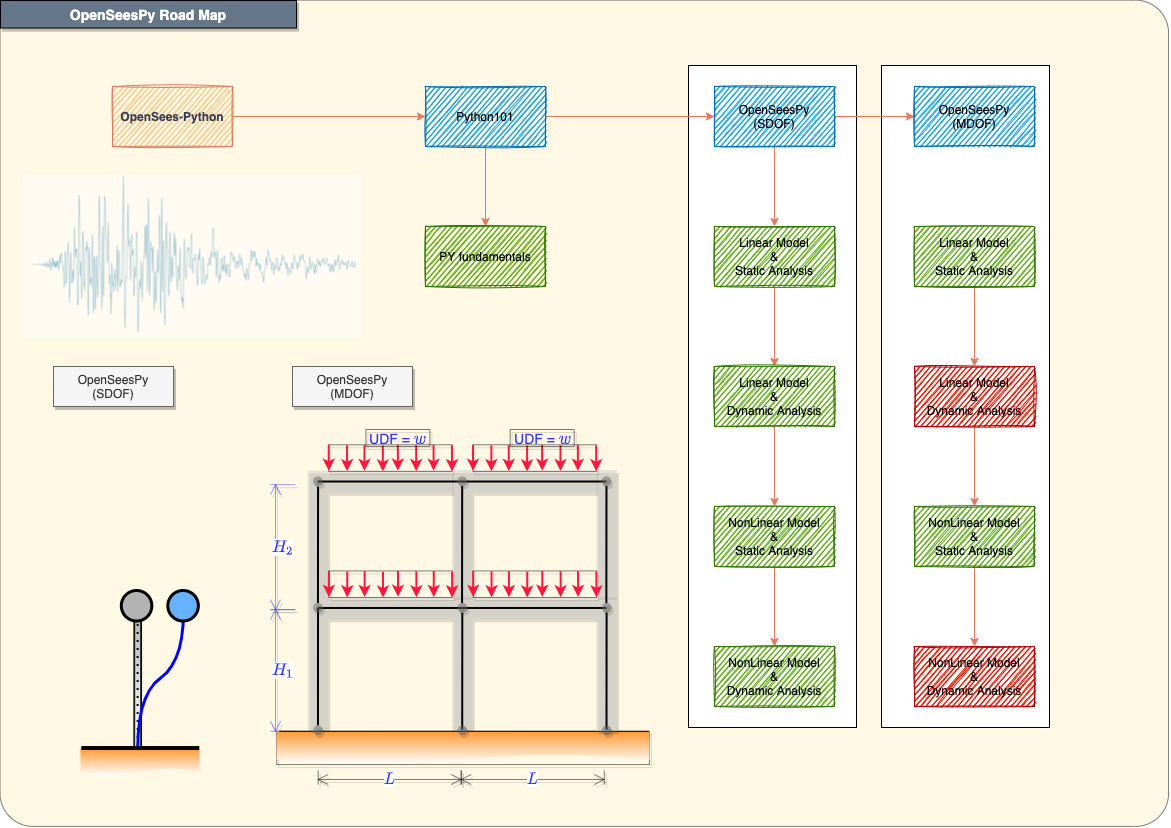 OpenSeesPy Road Map
OpenSees-Python
Python101
OpenSeesPy
(SDOF)
OpenSeesPy
(MDOF)
PY fundamentals
Linear Model
&
Static Analysis
Linear Model
&
Static Analysis
Linear Model
&
Dynamic Analysis
Linear Model
&
Dynamic Analysis
NonLinear Model
&
Static Analysis
NonLinear Model
&
Static Analysis
NonLinear Model
&
Dynamic Analysis
NonLinear Model
&
Dynamic Analysis
OpenSeesPy
(SDOF)
OpenSeesPy
(MDOF)
UDF = w
UDF = w
H₂
H₁
L
L